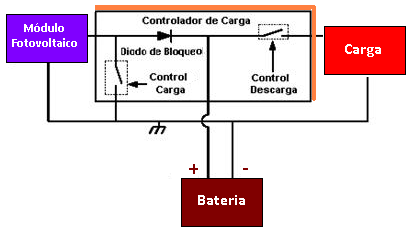 Módulo
Fotovoltaico
Controlador de Carga
Diodo de Bloqueo
Control
Carga
Control
Descarga
Carga
+
-
Bateria